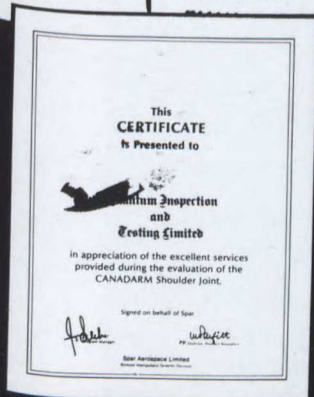 This
CERTIFICATE
Is Presented to
Inspection
and
Testing Limited
in appreciation of the excellent services
provided during the evaluation of the
CANADARM Shoulder Joint.
Signed on behalf of Spar
Spar Aerospace Limited